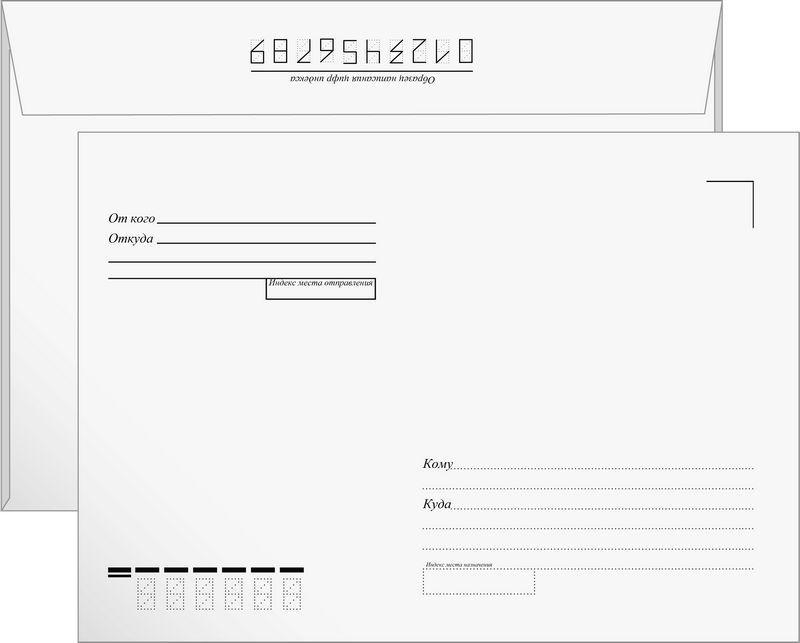 0123456789
Образец написания цифр индекса
От кого
Откуда
Индекс места отправления
Кому
Куда
Индекс места назначения